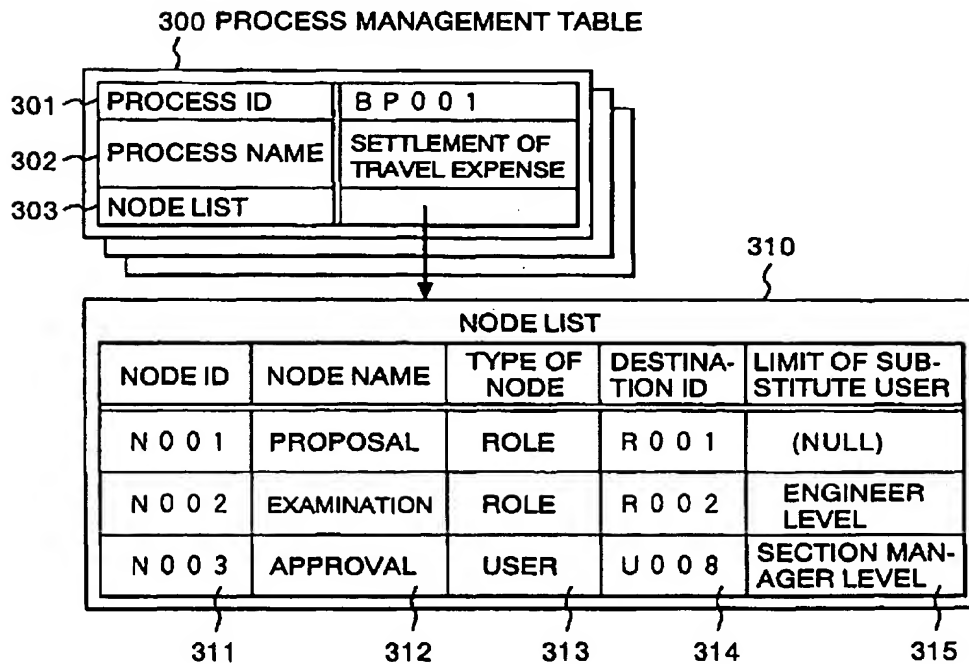 300 PROCESS MANAGEMENT TABLE
301 PROCESS ID BP001
302 PROCESS NAME SETTLEMENT OF
TRAVEL EXPENSE
303 NODE LIST
310
NODE LIST
NODE ID NODE NAME TYPE OF
NODE DESTINA-
TION ID LIMIT OF SUB-
STITUTE USER
N001 PROPOSAL ROLE R001 (NULL)
N002 EXAMINATION ROLE R002 ENGINEER
LEVEL
N003 APPROVAL USER U008 SECTION MAN-
AGER LEVEL
311 312 313 314 315